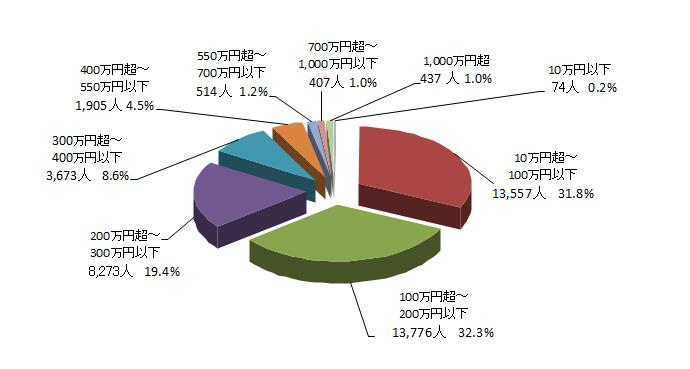 700万円超～
1,000万円以下
407人 1.0%
550万円超～
700万円以下
514人 1.2%
1,000万円超
437人 1.0%
400万円超～
550万円以下
1,905人 4.5%
10万円以下
74人 0.2%
300万円超～
400万円以下
3,673人 8.6%
10万円超～
100万円以下
13,557人 31.8%
200万円超～
300万円以下
8,273人 19.4%
100万円超～
200万円以下
13,776人 32.3%